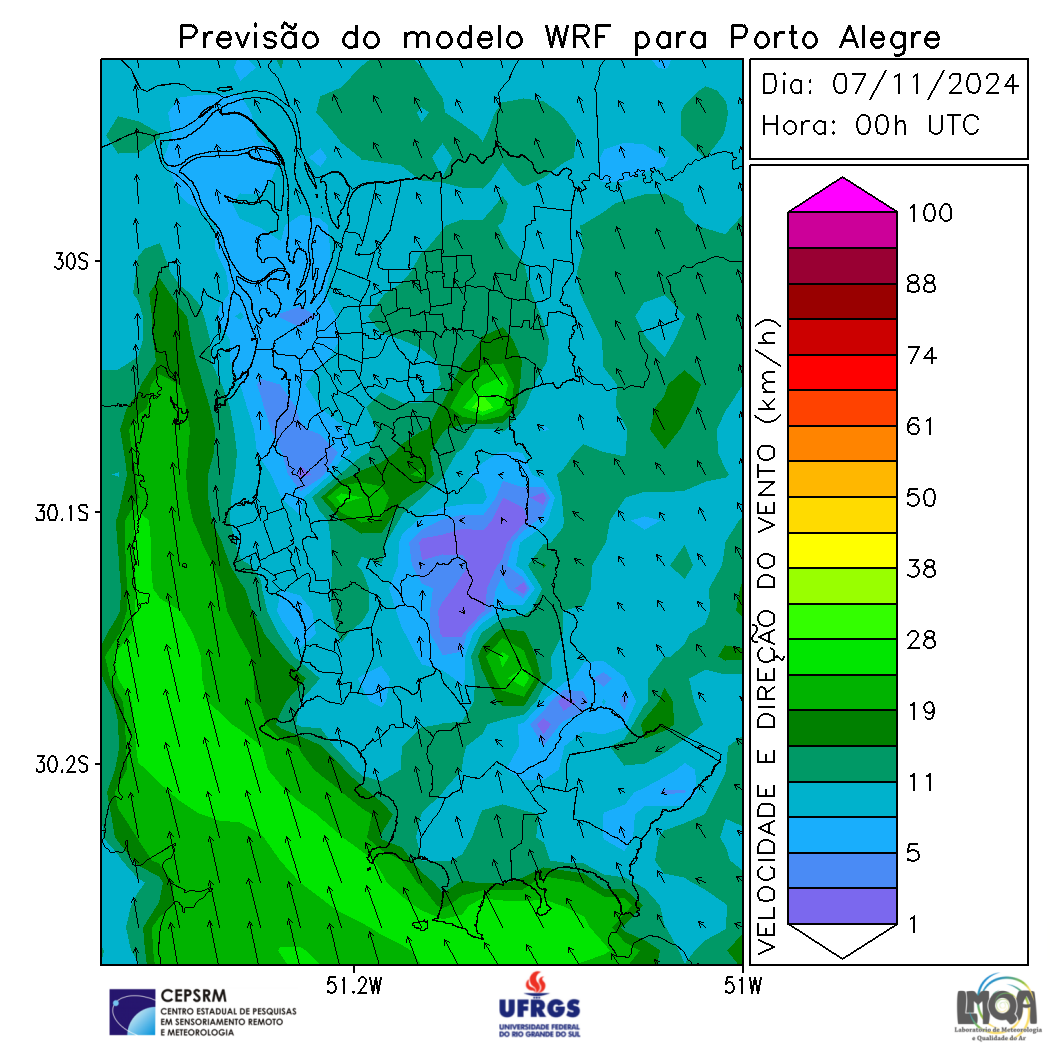 Previsão do modelo WRF para Porto Alegre
Dia: 07/11/2024
Hora: 00h UTC
30S
30.1S
30.2S
51.2W
51W
VELOCIDADE E DIREÇÃO DO VENTO (km/h)
100
88
74
61
50
38
28
19
11
5
1
CEPSRM
CENTRO ESTADUAL DE PESQUISAS
EM SENSORIAMENTO REMOTO
E METEOROLOGIA
UFRGS
UNIVERSIDADE FEDERAL
DO RIO GRANDE DO SUL
LMQA
Laboratório de Meteorologia
e Qualidade do Ar